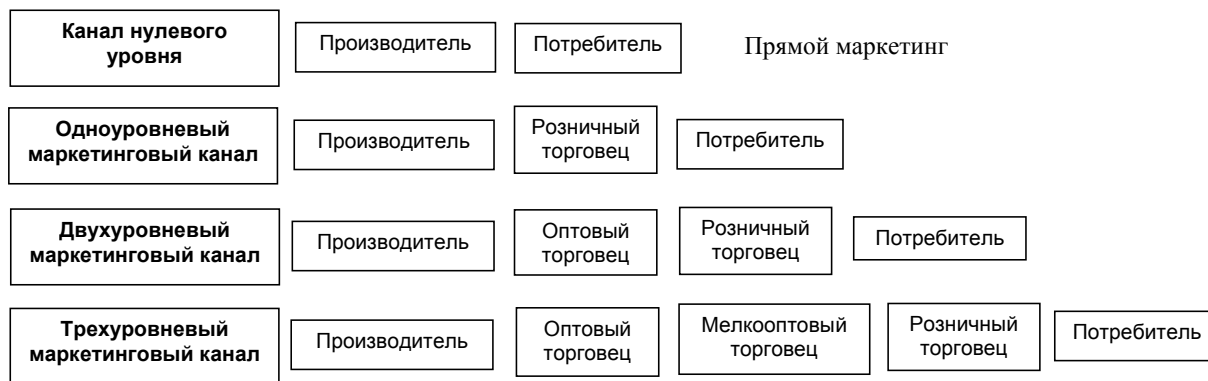 Канал нулевого
уровня
Производитель
Потребитель
Прямой маркетинг
Одноуровневый
маркетинговый канал
Производитель
Розничный
торговец
Потребитель
Двухуровневый
маркетинговый канал
Производитель
Оптовый
торговец
Розничный
торговец
Потребитель
Трехуровневый
маркетинговый канал
Производитель
Оптовый
торговец
Мелкооптовый
торговец
Розничный
торговец
Потребитель